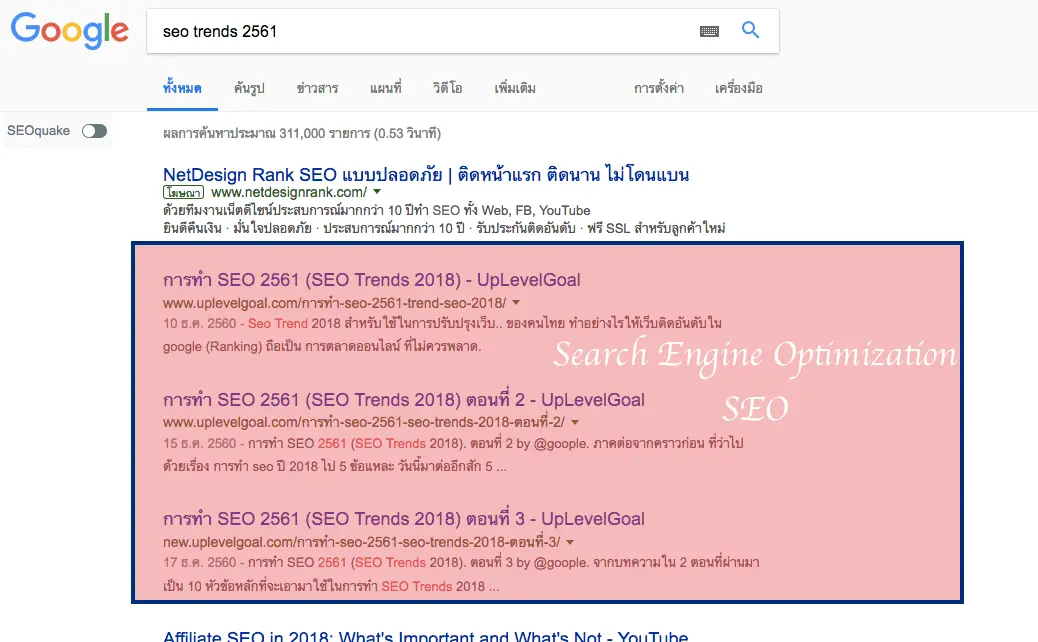 Google
seo trends 2561
ทั้งหมด ค้นรูป ข่าวสาร แผนที่ วิดีโอ เพิ่มเติม การตั้งค่า เครื่องมือ
SEOquake
ผลการค้นหาประมาณ 311,000 รายการ (0.53 วินาที)
NetDesign Rank SEO แบบปลอดภัย | ติดหน้าแรก ติดนาน ไม่โดนแบน
โฆษณา www.netdesignrank.com/
ด้วยทีมงานเน็ตดีไซน์ประสบการณ์มากกว่า 10 ปีทำ SEO ทั้ง Web, FB, YouTube
ยินดีคืนเงิน · มั่นใจปลอดภัย · ประสบการณ์มากกว่า 10 ปี · รับประกันติดอันดับ · ฟรี SSL สำหรับลูกค้าใหม่
การทำ SEO 2561 (SEO Trends 2018) - UpLevelGoal
www.uplevelgoal.com/การทำ-seo-2561-trend-seo-2018/
10 ธ.ค. 2560 - Seo Trend 2018 สำหรับใช้ในการปรับปรุงเว็บ.. ของคนไทย ทำอย่างไรให้เว็บติดอันดับใน
google (Ranking) ถือเป็น การตลาดออนไลน์ ที่ไม่ควรพลาด.
Search Engine Optimization
SEO
การทำ SEO 2561 (SEO Trends 2018) ตอนที่ 2 - UpLevelGoal
www.uplevelgoal.com/การทำ-seo-2561-seo-trends-2018-ตอนที่-2/
15 ธ.ค. 2560 - การทำ SEO 2561 (SEO Trends 2018). ตอนที่ 2 by @goople. ภาคต่อจากคราวก่อน ที่ว่าไป
ด้วยเรื่อง การทำ seo ปี 2018 ไป 5 ข้อแหละ วันนี้มาต่ออีกสัก 5 ...
การทำ SEO 2561 (SEO Trends 2018) ตอนที่ 3 - UpLevelGoal
new.uplevelgoal.com/การทำ-seo-2561-seo-trends-2018-ตอนที่-3/
17 ธ.ค. 2560 - การทำ SEO 2561 (SEO Trends 2018). ตอนที่ 3 by @goople. จากบทความใน 2 ตอนที่ผ่านมา
เป็น 10 หัวข้อหลักที่จะเอามาใช้ในการทำ SEO Trends 2018 ...
Affiliate SEO in 2018: What's Important and What's Not - YouTube